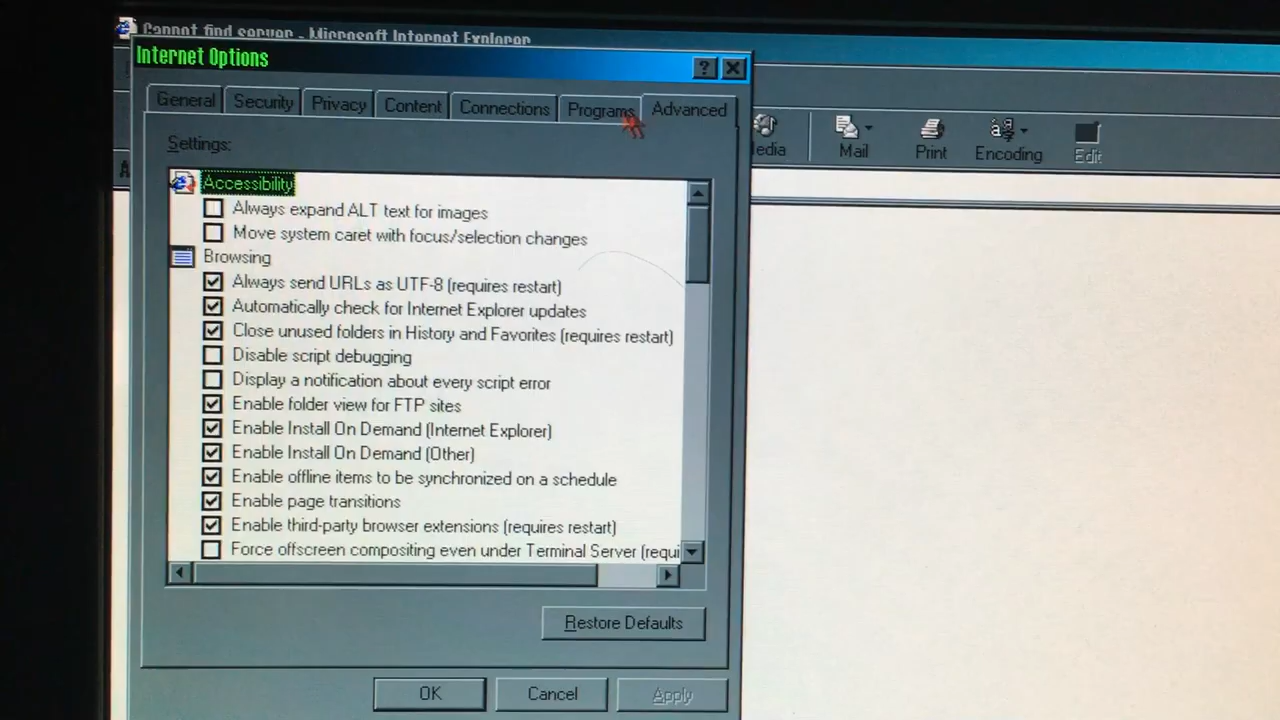 Cannot find server - Microsoft Internet Explorer
Internet Options
?
General Security Privacy Content Connections Programs Advanced
Mail Print Encoding Edit
Settings:
Accessibility
Always expand ALT text for images
Move system caret with focus/selection changes
Browsing
Always send URLs as UTF-8 (requires restart)
Automatically check for Internet Explorer updates
Close unused folders in History and Favorites (requires restart)
Disable script debugging
Display a notification about every script error
Enable folder view for FTP sites
Enable Install On Demand (Internet Explorer)
Enable Install On Demand (Other)
Enable offline items to be synchronized on a schedule
Enable page transitions
Enable third-party browser extensions (requires restart)
Force offscreen compositing even under Terminal Server (requi
Restore Defaults
OK Cancel Apply